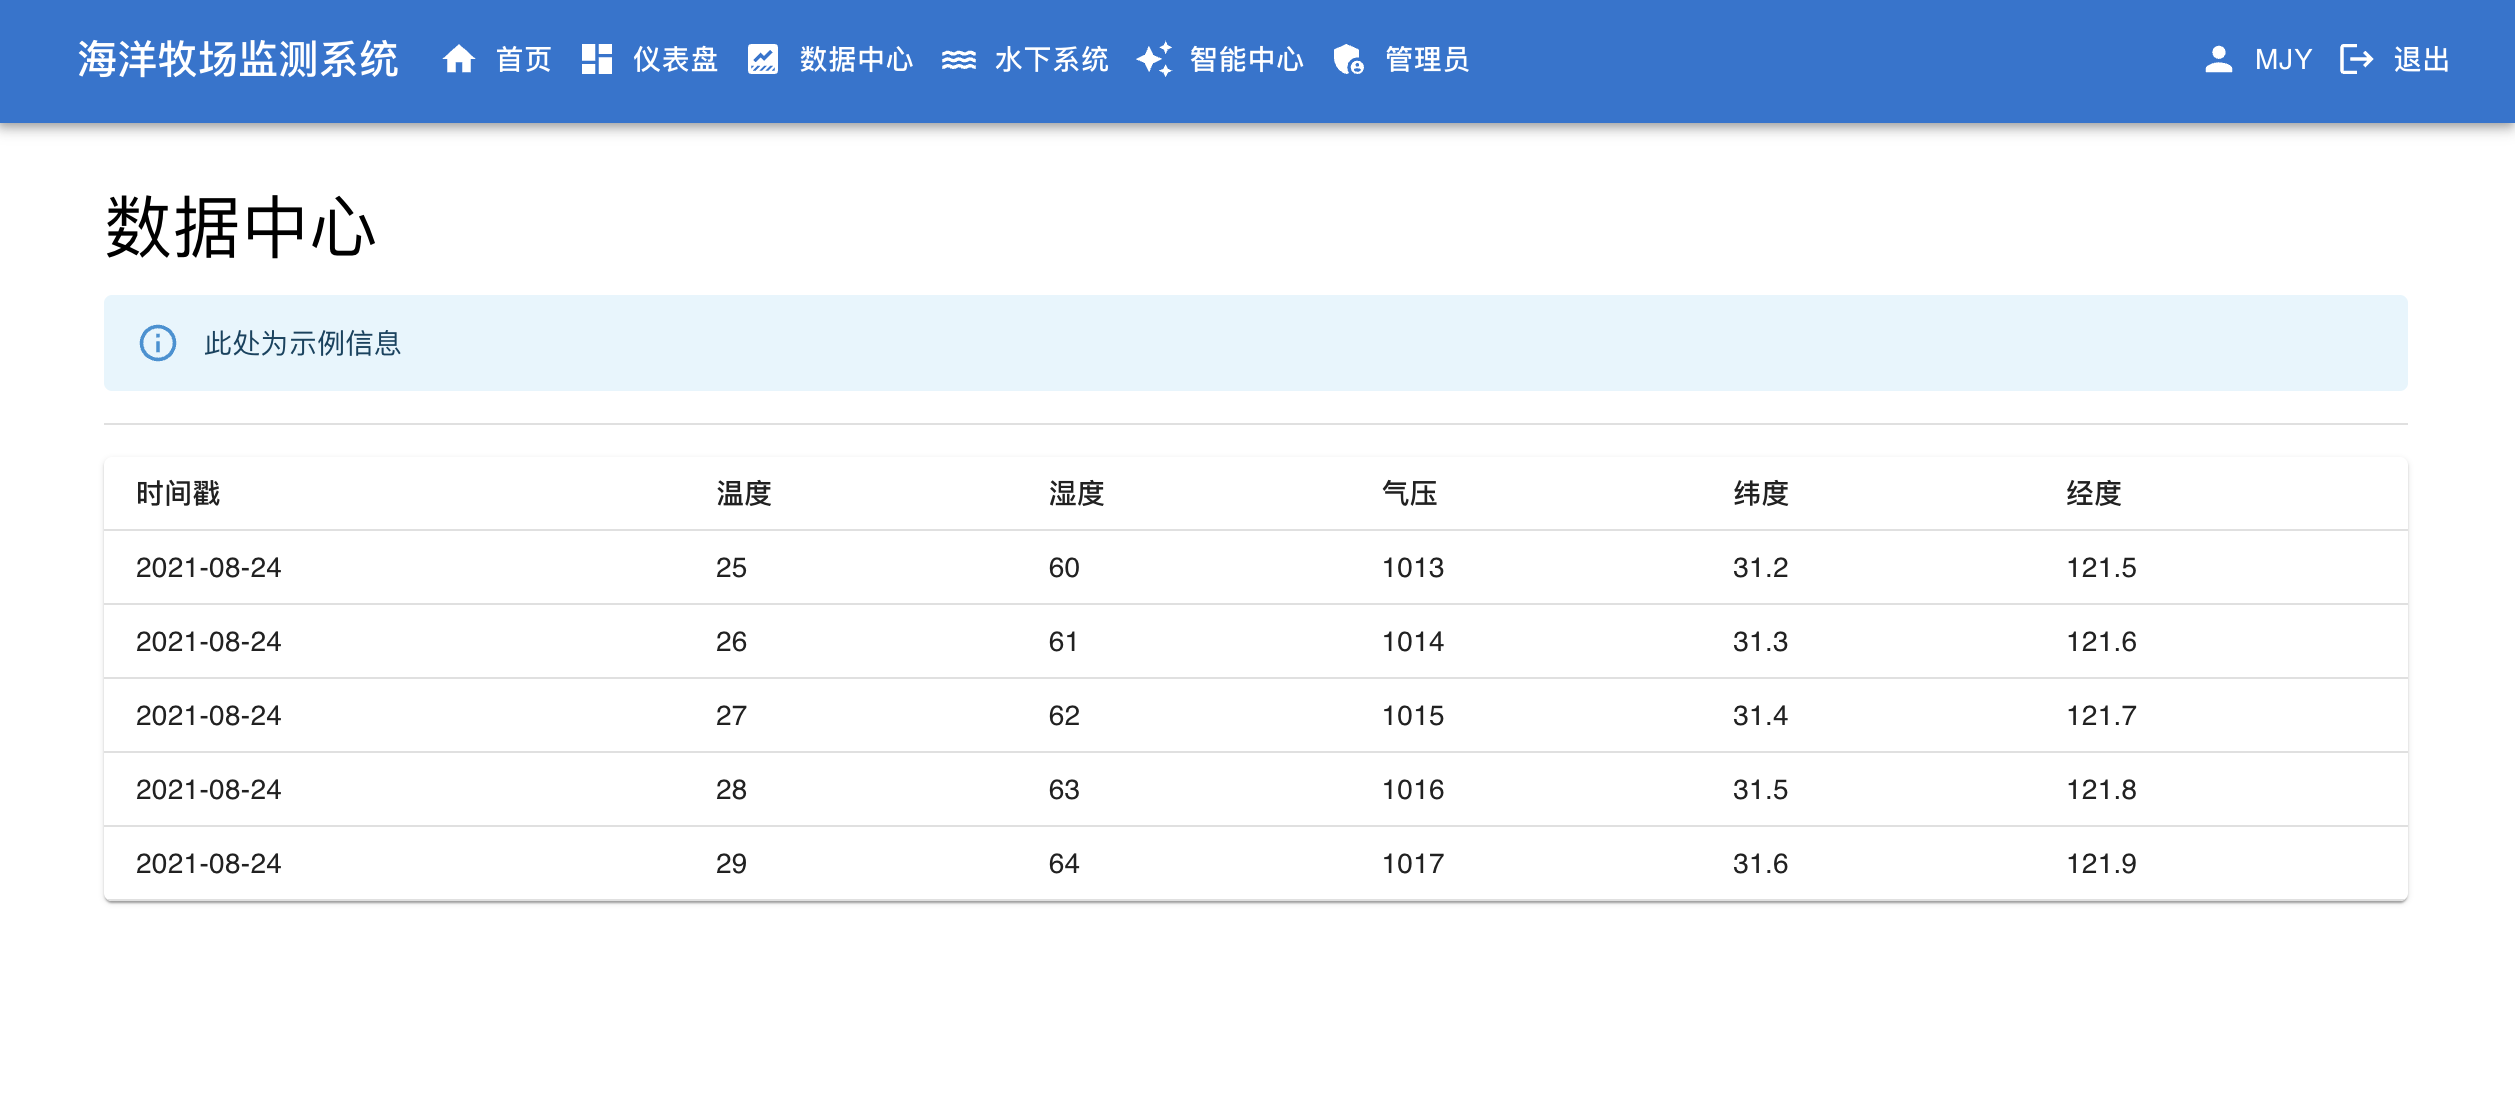 海洋牧场监测系统 首页 仪表盘 数据中心 水下系统 智能中心 管理员 MJY 退出
数据中心
此处为示例信息
时间戳 温度 湿度 气压 纬度 经度
2021-08-24 25 60 1013 31.2 121.5
2021-08-24 26 61 1014 31.3 121.6
2021-08-24 27 62 1015 31.4 121.7
2021-08-24 28 63 1016 31.5 121.8
2021-08-24 29 64 1017 31.6 121.9